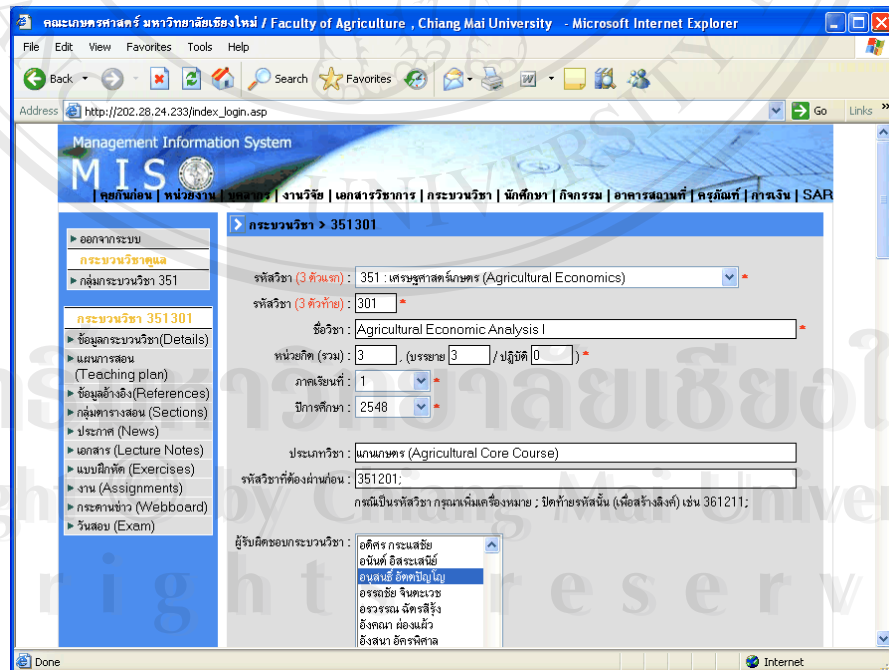 คณะเกษตรศาสตร์ มหาวิทยาลัยเชียงใหม่ / Faculty of Agriculture , Chiang Mai University - Microsoft Internet Explorer
File Edit View Favorites Tools Help
Back Search Favorites
Address http://202.28.24.233/index_login.asp Go Links »
Management Information System
MIS
| คุยกันก่อน | หน่วยงาน | บุคลากร | งานวิจัย | เอกสารวิชาการ | กระบวนวิชา | นักศึกษา | กิจกรรม | อาคารสถานที่ | ครุภัณฑ์ | การเงิน | SAR
ออกจากระบบ
กระบวนวิชาดูแล
กลุ่มกระบวนวิชา 351
กระบวนวิชา 351301
ข้อมูลกระบวนวิชา(Details)
แผนการสอน
(Teaching plan)
ข้อมูลอ้างอิง(References)
กลุ่มตารางสอน (Sections)
ประกาศ (News)
เอกสาร (Lecture Notes)
แบบฝึกหัด (Exercises)
งาน (Assignments)
กระดานข่าว (Webboard)
วันสอบ (Exam)
กระบวนวิชา > 351301
รหัสวิชา (3 ตัวแรก) : 351 : เศรษฐศาสตร์เกษตร (Agricultural Economics) *
รหัสวิชา (3 ตัวท้าย) : 301 *
ชื่อวิชา : Agricultural Economic Analysis I *
หน่วยกิต (รวม) : 3 , (บรรยาย 3 / ปฏิบัติ 0 ) *
ภาคเรียนที่ : 1 *
ปีการศึกษา : 2548 *
ประเภทวิชา : แกนเกษตร (Agricultural Core Course)
รหัสวิชาที่ต้องผ่านก่อน : 351201;
กรณีเป็นรหัสวิชา กรุณาเพิ่มเครื่องหมาย ; ปิดท้ายรหัสนั้น (เพื่อสร้างลิงค์) เช่น 361211;
ผู้รับผิดชอบกระบวนวิชา : อดิศร กระแสชัย
อนันต์ อิสระเสนีย์
อนุสนธิ์ อัตตปัญโญ
อรรถชัย จินตะเวช
อรวรรณ ฉัตรสีรุ้ง
อังคณา ผ่องแผ้ว
อังสนา อัครพิศาล
Done Internet
by Chiang Mai Univer
right reserv